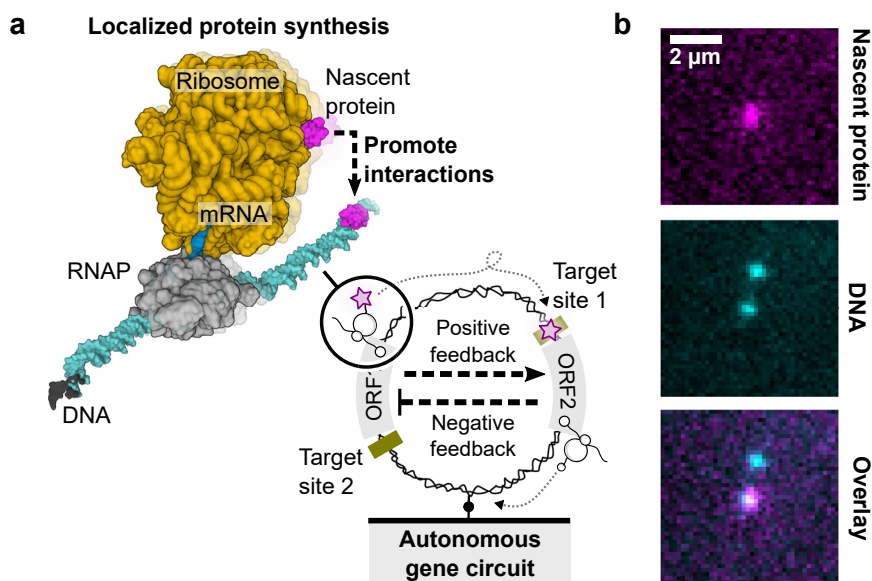 a
Localized protein synthesis
Ribosome
Nascent
protein
Promote
interactions
mRNA
RNAP
DNA
Target
site 1
Positive
feedback
ORF1
ORF2
Negative
feedback
Target
site 2
Autonomous
gene circuit
b
2 µm
Nascent protein
DNA
Overlay